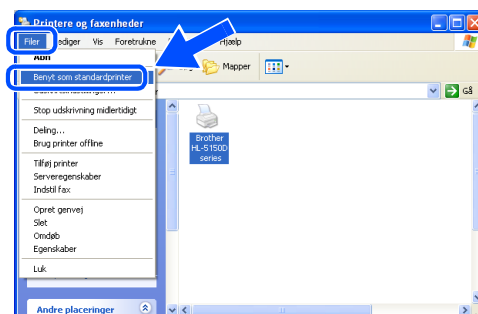 Printere og faxenheder
Filer Rediger Vis Foretrukne Hjælp
Åbn
Mapper
Benyt som standardprinter
Gå
Stop udskrivning midlertidigt
Deling...
Brug printer offline
Brother
HL-5150D
series
Tilføj printer
Serveregenskaber
Indstil fax
Opret genvej
Slet
Omdøb
Egenskaber
Luk
Andre placeringer